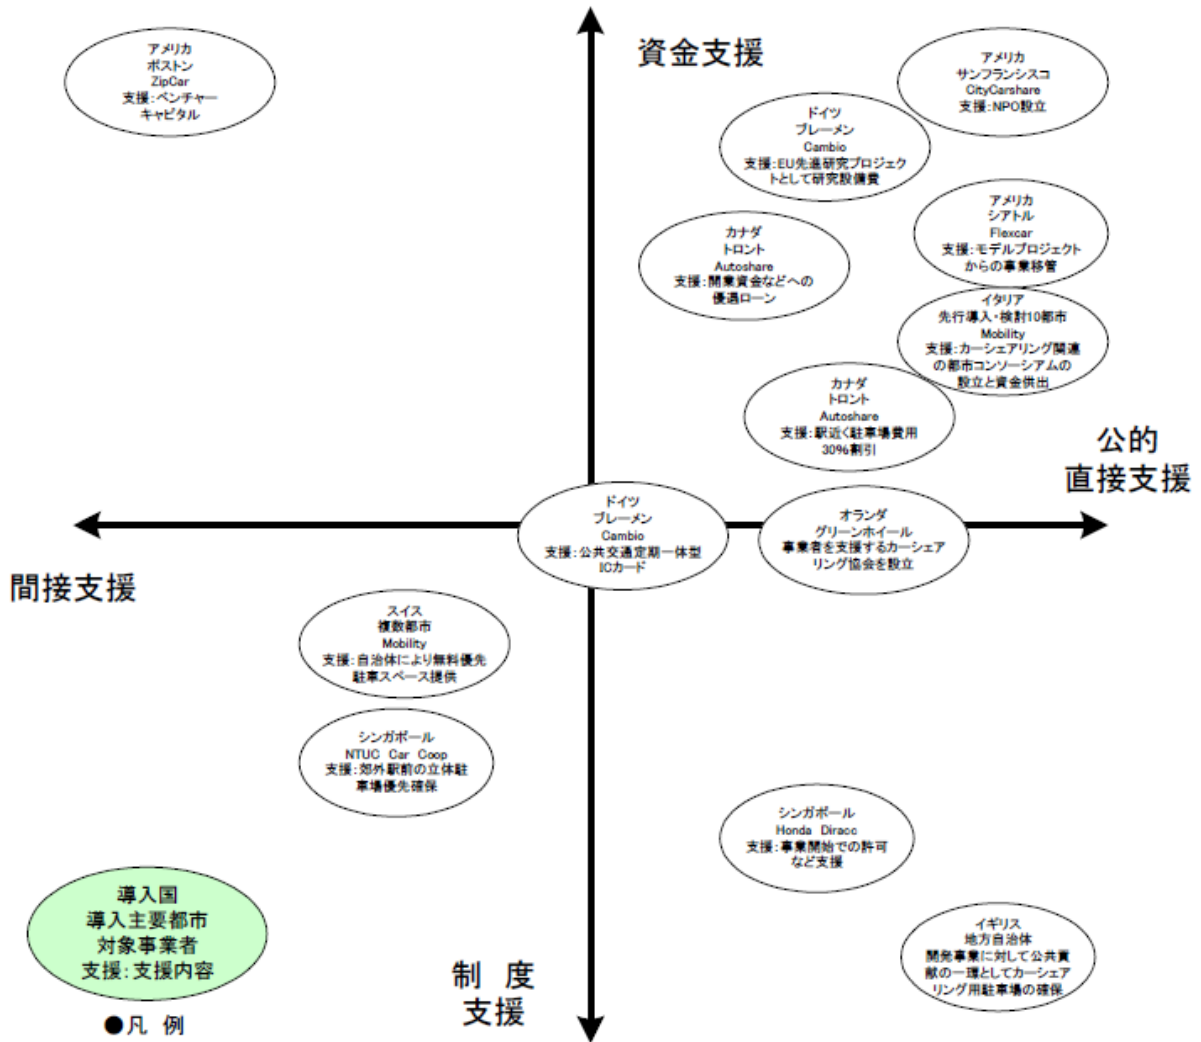 資金支援
アメリカ
ボストン
ZipCar
支援：ベンチャー
キャピタル
アメリカ
サンフランシスコ
CityCarshare
支援：NPO設立
ドイツ
ブレーメン
Cambio
支援：EU先進研究プロジェク
トとして研究設備費
アメリカ
シアトル
Flexcar
支援：モデルプロジェクト
からの事業移管
カナダ
トロント
Autoshare
支援：開業資金などへの
優遇ローン
イタリア
先行導入・検討10都市
Mobility
支援：カーシェアリング関連
の都市コンソーシアムの
設立と資金供出
カナダ
トロント
Autoshare
支援：駅近く駐車場費用
30％割引
公的
直接支援
ドイツ
ブレーメン
Cambio
支援：公共交通定期一体型
ICカード
オランダ
グリーンホイール
事業者を支援するカーシェア
リング協会を設立
間接支援
スイス
複数都市
Mobility
支援：自治体により無料優先
駐車スペース提供
シンガポール
NTUC Car Coop
支援：郊外駅前の立体駐
車場優先確保
シンガポール
Honda Diracc
支援：事業開始での許可
など支援
導入国
導入主要都市
対象事業者
支援：支援内容
●凡 例
制 度
支援
イギリス
地方自治体
開発事業に対して公共貢
献の一環としてカーシェア
リング用駐車場の確保